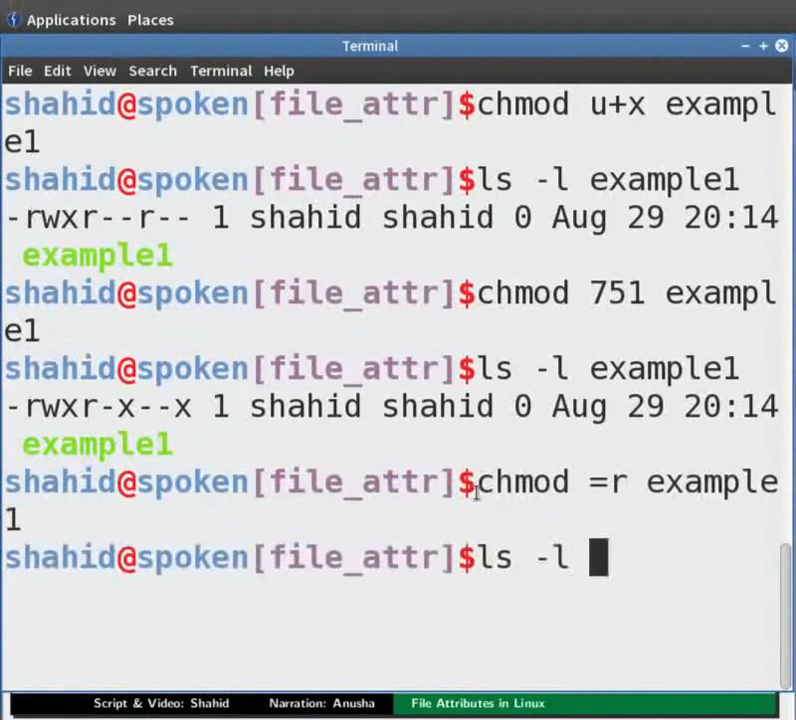 Applications Places
Terminal
File Edit View Search Terminal Help
shahid@spoken[file_attr]$chmod u+x exampl
e1
shahid@spoken[file_attr]$ls -l example1
-rwxr--r-- 1 shahid shahid 0 Aug 29 20:14
example1
shahid@spoken[file_attr]$chmod 751 exampl
e1
shahid@spoken[file_attr]$ls -l example1
-rwxr-x--x 1 shahid shahid 0 Aug 29 20:14
example1
shahid@spoken[file_attr]$chmod =r example
1
shahid@spoken[file_attr]$ls -l
Script & Video: Shahid Narration: Anusha File Attributes in Linux